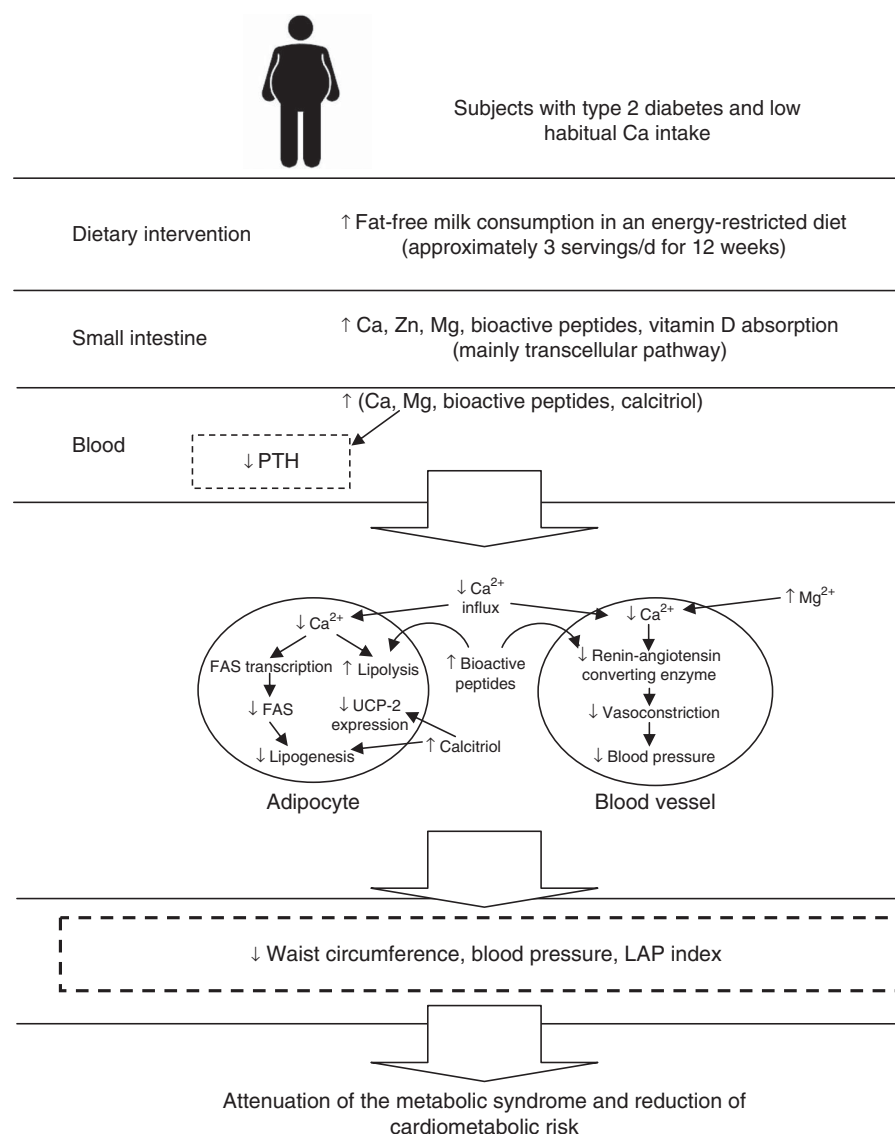 Subjects with type 2 diabetes and low
habitual Ca intake
Dietary intervention
↑ Fat-free milk consumption in an energy-restricted diet
(approximately 3 servings/d for 12 weeks)
Small intestine
↑ Ca, Zn, Mg, bioactive peptides, vitamin D absorption
(mainly transcellular pathway)
↑ (Ca, Mg, bioactive peptides, calcitriol)
Blood
↓ PTH
↓ Ca²⁺
influx
↑ Mg²⁺
↓ Ca²⁺
FAS transcription
↑ Lipolysis
↓ FAS
↓ UCP-2
expression
↓ Lipogenesis
↑ Bioactive
peptides
↑ Calcitriol
↓ Ca²⁺
↓ Renin-angiotensin
converting enzyme
↓ Vasoconstriction
↓ Blood pressure
Adipocyte
Blood vessel
↓ Waist circumference, blood pressure, LAP index
Attenuation of the metabolic syndrome and reduction of
cardiometabolic risk